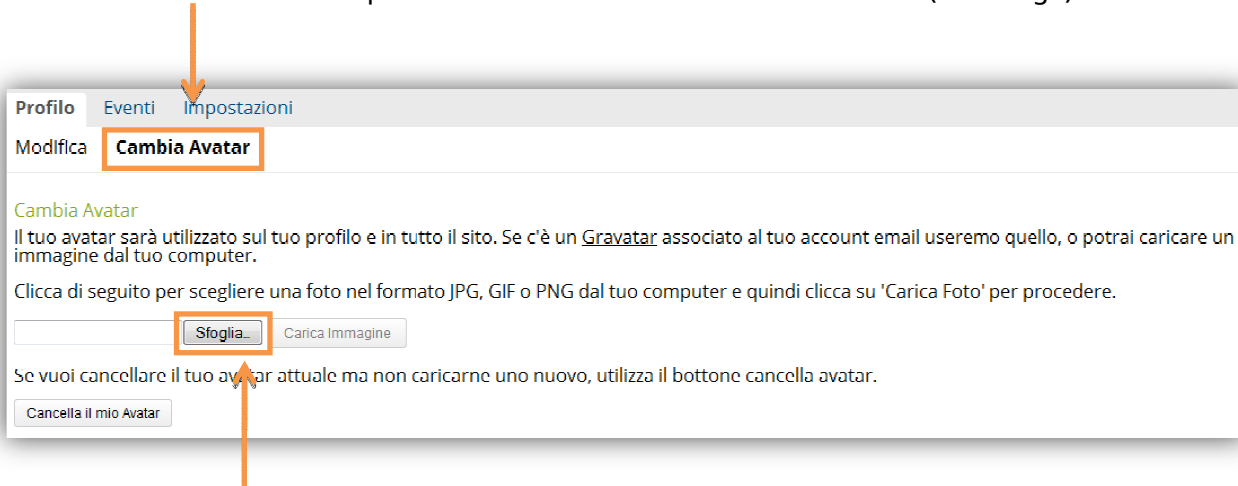 Profilo Eventi Impostazioni
Modifica Cambia Avatar
Cambia Avatar
Il tuo avatar sarà utilizzato sul tuo profilo e in tutto il sito. Se c'è un Gravatar associato al tuo account email useremo quello, o potrai caricare un
immagine dal tuo computer.
Clicca di seguito per scegliere una foto nel formato JPG, GIF o PNG dal tuo computer e quindi clicca su 'Carica Foto' per procedere.
Sfoglia... Carica Immagine
Se vuoi cancellare il tuo avatar attuale ma non caricarne uno nuovo, utilizza il bottone cancella avatar.
Cancella il mio Avatar